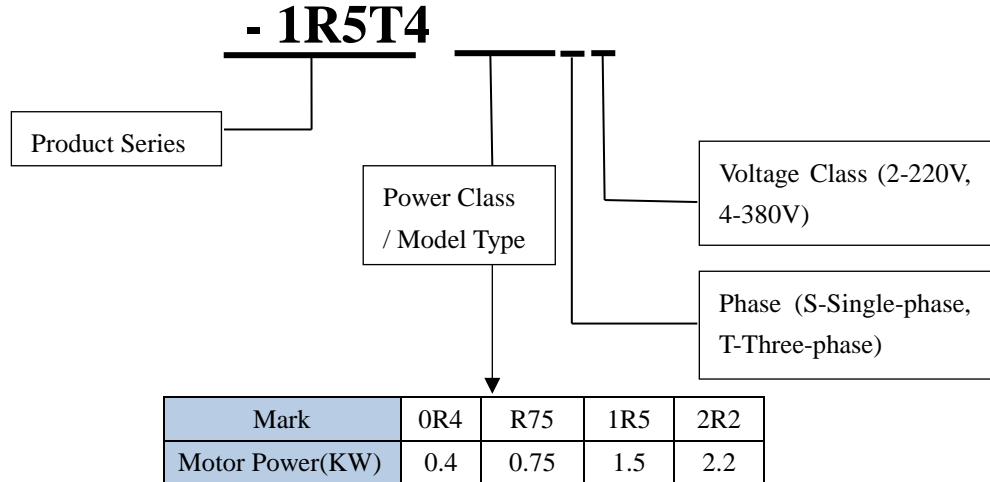 - 1R5T4
Product Series
Power Class
/ Model Type
Voltage Class (2-220V,
4-380V)
Phase (S-Single-phase,
T-Three-phase)
Mark 0R4 R75 1R5 2R2
Motor Power(KW) 0.4 0.75 1.5 2.2